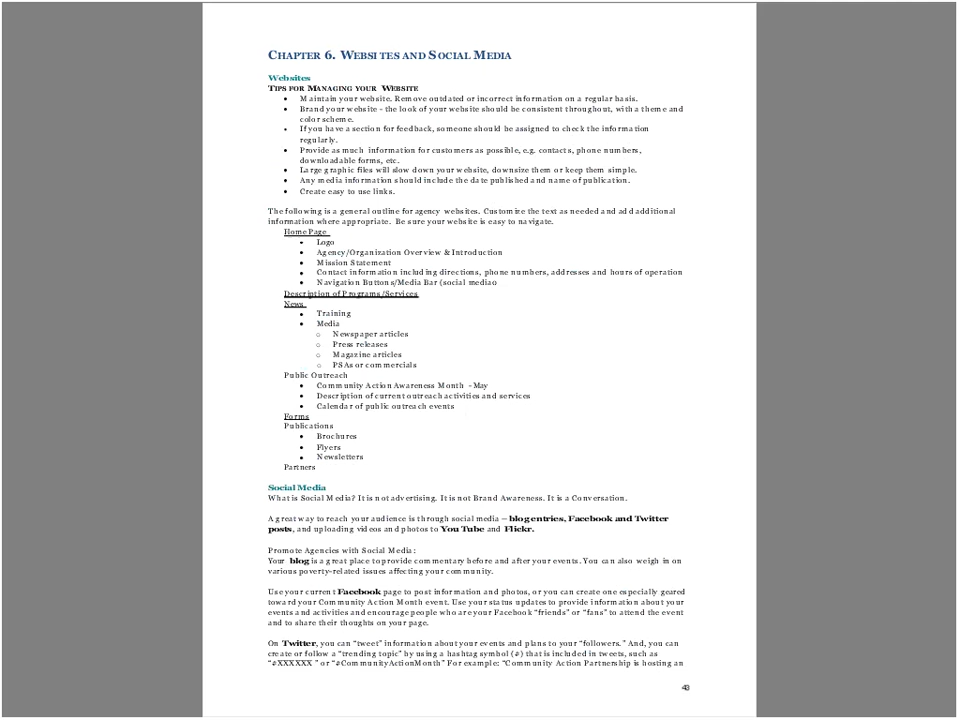 CHAPTER 6. WEBSITES AND SOCIAL MEDIA
Websites
TIPS FOR MANAGING YOUR WEBSITE
• Maintain your website. Remove outdated or incorrect information on a regular basis.
• Brand your website - the look of your website should be consistent throughout, with a theme and
color scheme.
• If you have a section for feedback, someone should be assigned to check the information
regularly.
• Provide as much information for customers as possible, e.g. contacts, phone numbers,
downloadable forms, etc.
• Large graphic files will slow down your website, downsize them or keep them simple.
• Any media information should include the date published and name of publication.
• Create easy to use links.
The following is a general outline for agency websites. Customize the text as needed and add additional
information where appropriate. Be sure your website is easy to navigate.
Home Page
• Logo
• Agency/Organization Overview & Introduction
• Mission Statement
• Contact information including directions, phone numbers, addresses and hours of operation
• Navigation Buttons/Media Bar (social media0
Description of Programs/Services
News
• Training
• Media
o Newspaper articles
o Press releases
o Magazine articles
o PSAs or commercials
Public Outreach
• Community Action Awareness Month - May
• Description of current outreach activities and services
• Calendar of public outreach events
Forms
Publications
• Brochures
• Flyers
• Newsletters
Partners
Social Media
What is Social Media? It is not advertising. It is not Brand Awareness. It is a Conversation.
A great way to reach your audience is through social media – blog entries, Facebook and Twitter
posts, and uploading videos and photos to You Tube and Flickr.
Promote Agencies with Social Media:
Your blog is a great place to provide commentary before and after your events. You can also weigh in on
various poverty-related issues affecting your community.
Use your current Facebook page to post information and photos, or you can create one especially geared
toward your Community Action Month event. Use your status updates to provide information about your
events and activities and encourage people who are your Facebook “friends” or “fans” to attend the event
and to share their thoughts on your page.
On Twitter, you can “tweet” information about your events and plans to your “followers.” And, you can
create or follow a “trending topic” by using a hashtag symbol (#) that is included in tweets, such as
“#XXXXXX ” or “#CommunityActionMonth” For example: “Community Action Partnership is hosting an
43